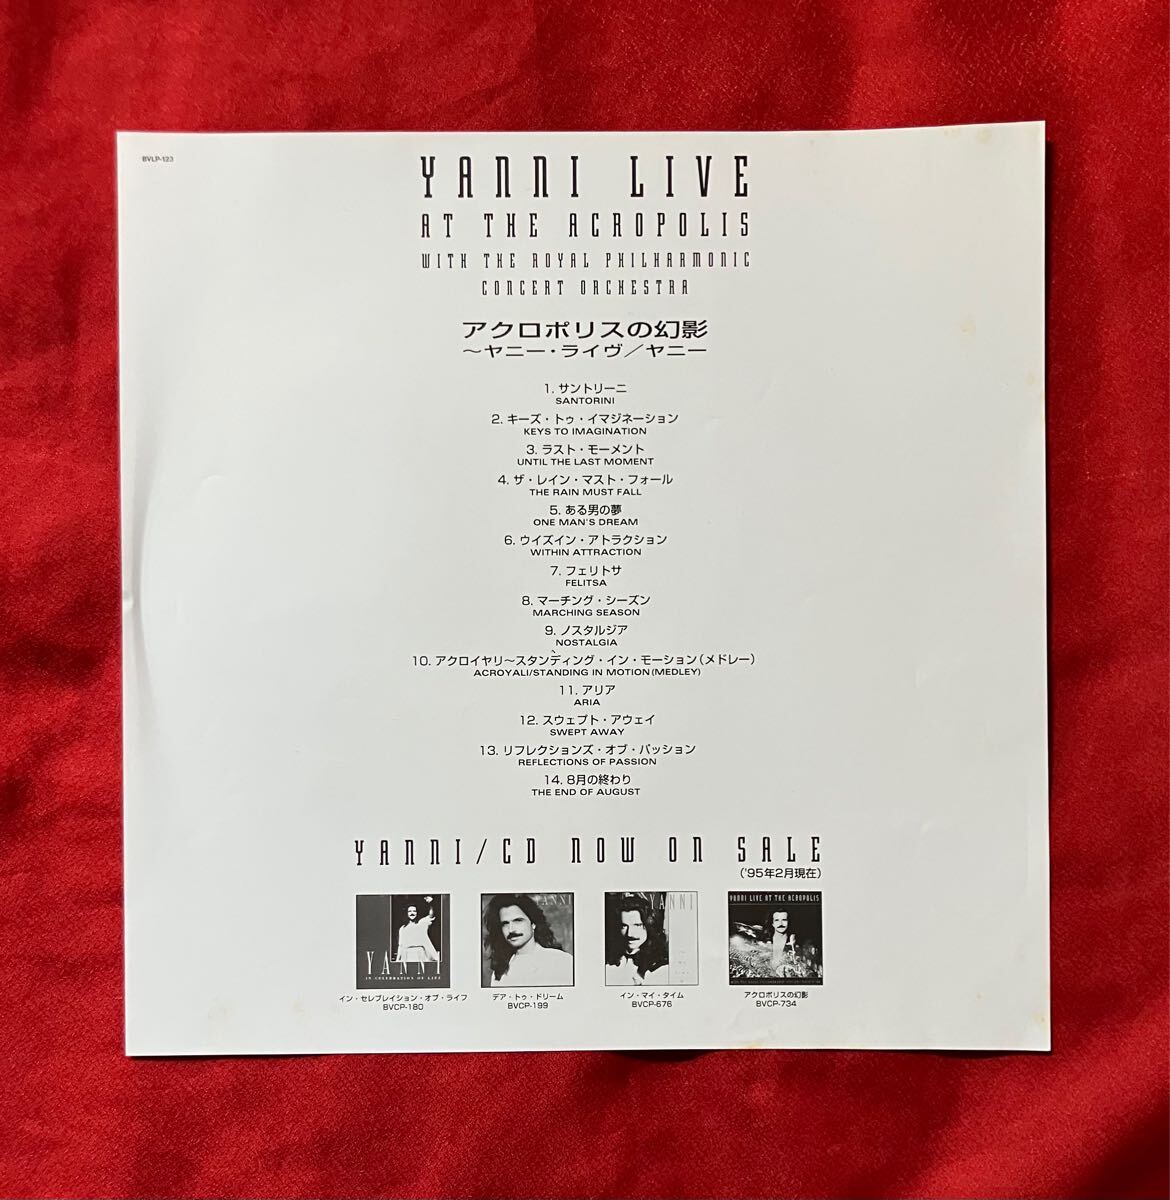 BVLP-123
YANNI LIVE
AT THE ACROPOLIS
WITH THE ROYAL PHILHARMONIC
CONCERT ORCHESTRA
アクロポリスの幻影
～ヤニー・ライヴ／ヤニー
1. サントリーニ
SANTORINI
2. キーズ・トゥ・イマジネーション
KEYS TO IMAGINATION
3. ラスト・モーメント
UNTIL THE LAST MOMENT
4. ザ・レイン・マスト・フォール
THE RAIN MUST FALL
5. ある男の夢
ONE MAN'S DREAM
6. ウイズイン・アトラクション
WITHIN ATTRACTION
7. フェリトサ
FELITSA
8. マーチング・シーズン
MARCHING SEASON
9. ノスタルジア
NOSTALGIA
10. アクロイヤリ～スタンディング・イン・モーション（メドレー）
ACROYALI/STANDING IN MOTION (MEDLEY)
11. アリア
ARIA
12. スウェプト・アウェイ
SWEPT AWAY
13. リフレクションズ・オブ・パッション
REFLECTIONS OF PASSION
14. 8月の終わり
THE END OF AUGUST
YANNI/CD NOW ON SALE
（'95年2月現在）
YANNI
IN CELEBRATION OF LIFE
YANNI
YANNI
YANNI LIVE AT THE ACROPOLIS
イン・セレブレイション・オブ・ライフ
BVCP-180
デア・トゥ・ドリーム
BVCP-199
イン・マイ・タイム
BVCP-676
アクロポリスの幻影
BVCP-734